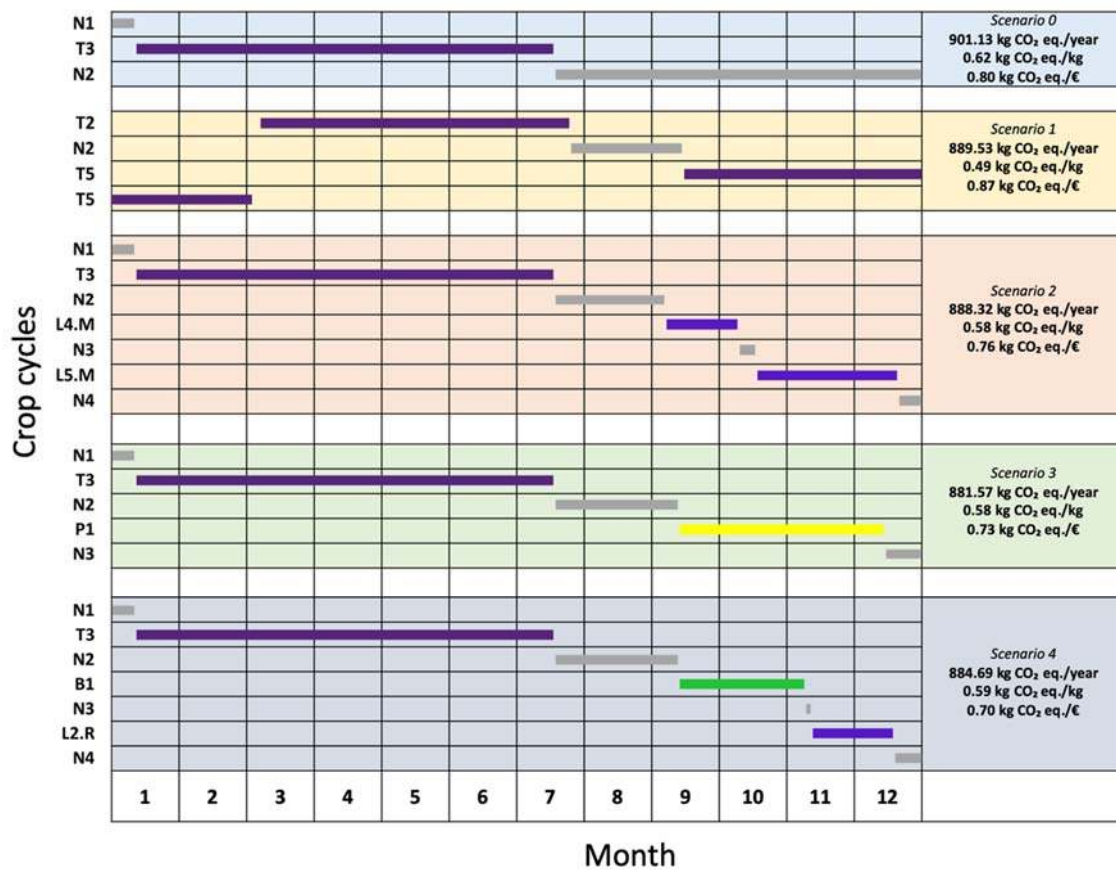 Crop cycles
N1
T3
N2
Scenario 0
901.13 kg CO₂ eq./year
0.62 kg CO₂ eq./kg
0.80 kg CO₂ eq./€
T2
N2
T5
T5
Scenario 1
889.53 kg CO₂ eq./year
0.49 kg CO₂ eq./kg
0.87 kg CO₂ eq./€
N1
T3
N2
L4.M
N3
L5.M
N4
Scenario 2
888.32 kg CO₂ eq./year
0.58 kg CO₂ eq./kg
0.76 kg CO₂ eq./€
N1
T3
N2
P1
N3
Scenario 3
881.57 kg CO₂ eq./year
0.58 kg CO₂ eq./kg
0.73 kg CO₂ eq./€
N1
T3
N2
B1
N3
L2.R
N4
Scenario 4
884.69 kg CO₂ eq./year
0.59 kg CO₂ eq./kg
0.70 kg CO₂ eq./€
1 2 3 4 5 6 7 8 9 10 11 12
Month